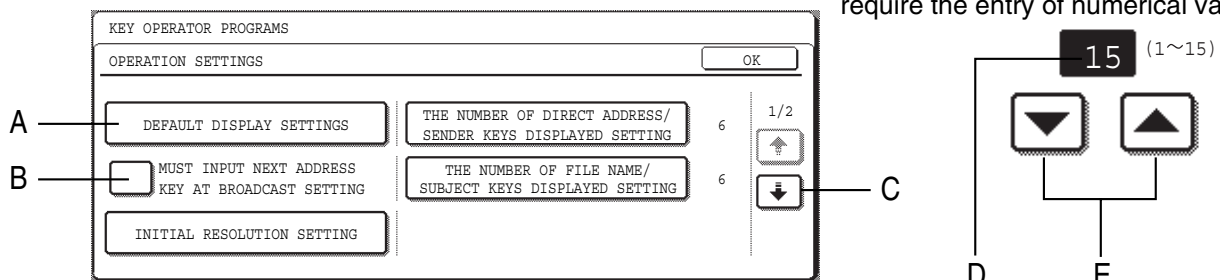 require the entry of numerical va
KEY OPERATOR PROGRAMS
OPERATION SETTINGS
OK
A
DEFAULT DISPLAY SETTINGS
THE NUMBER OF DIRECT ADDRESS/
SENDER KEYS DISPLAYED SETTING
6
1/2
B
MUST INPUT NEXT ADDRESS
KEY AT BROADCAST SETTING
THE NUMBER OF FILE NAME/
SUBJECT KEYS DISPLAYED SETTING
6
C
INITIAL RESOLUTION SETTING
15 (1~15)
D
E